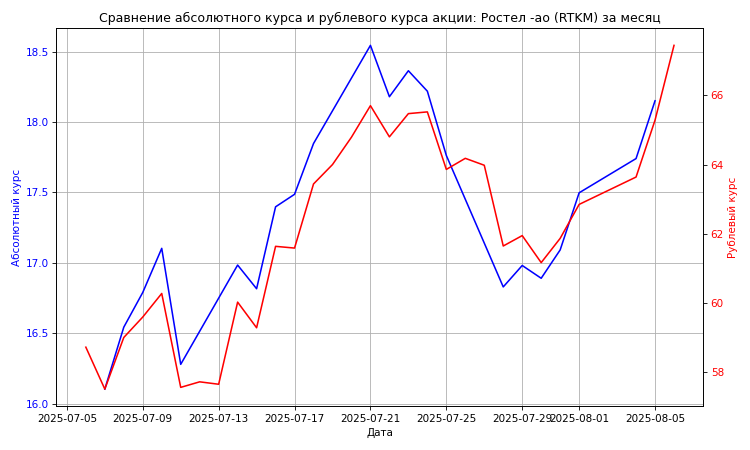 Сравнение абсолютного курса и рублевого курса акции: Ростел -ао (RTKM) за месяц
18.5
18.0
17.5
17.0
16.5
16.0
Абсолютный курс
66
64
62
60
58
Рублевый курс
2025-07-05 2025-07-09 2025-07-13 2025-07-17 2025-07-21 2025-07-25 2025-07-29 2025-08-01 2025-08-05
Дата